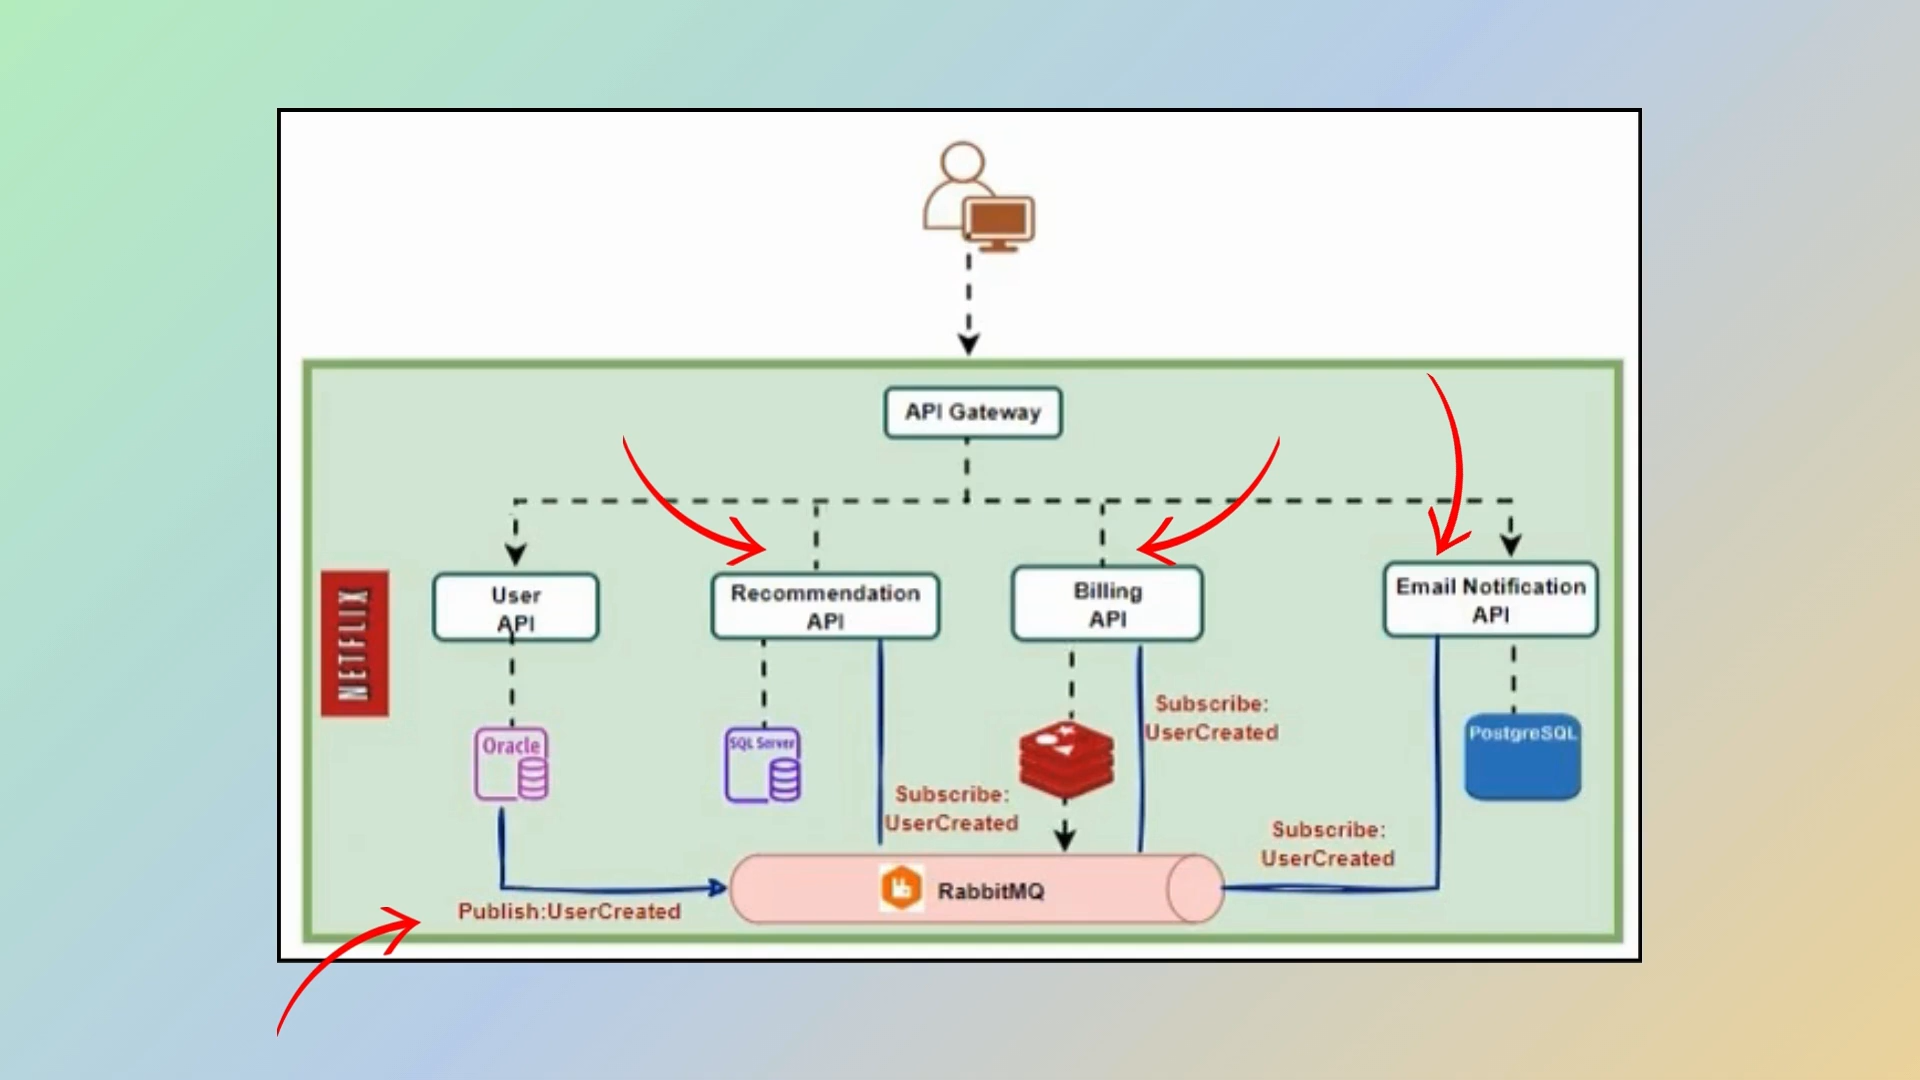 API Gateway
NETFLIX
User
API
Recommendation
API
Billing
API
Email Notification
API
Oracle
SQL Server
Subscribe:
UserCreated
Subscribe:
UserCreated
PostgreSQL
Subscribe:
UserCreated
Publish:UserCreated
RabbitMQ